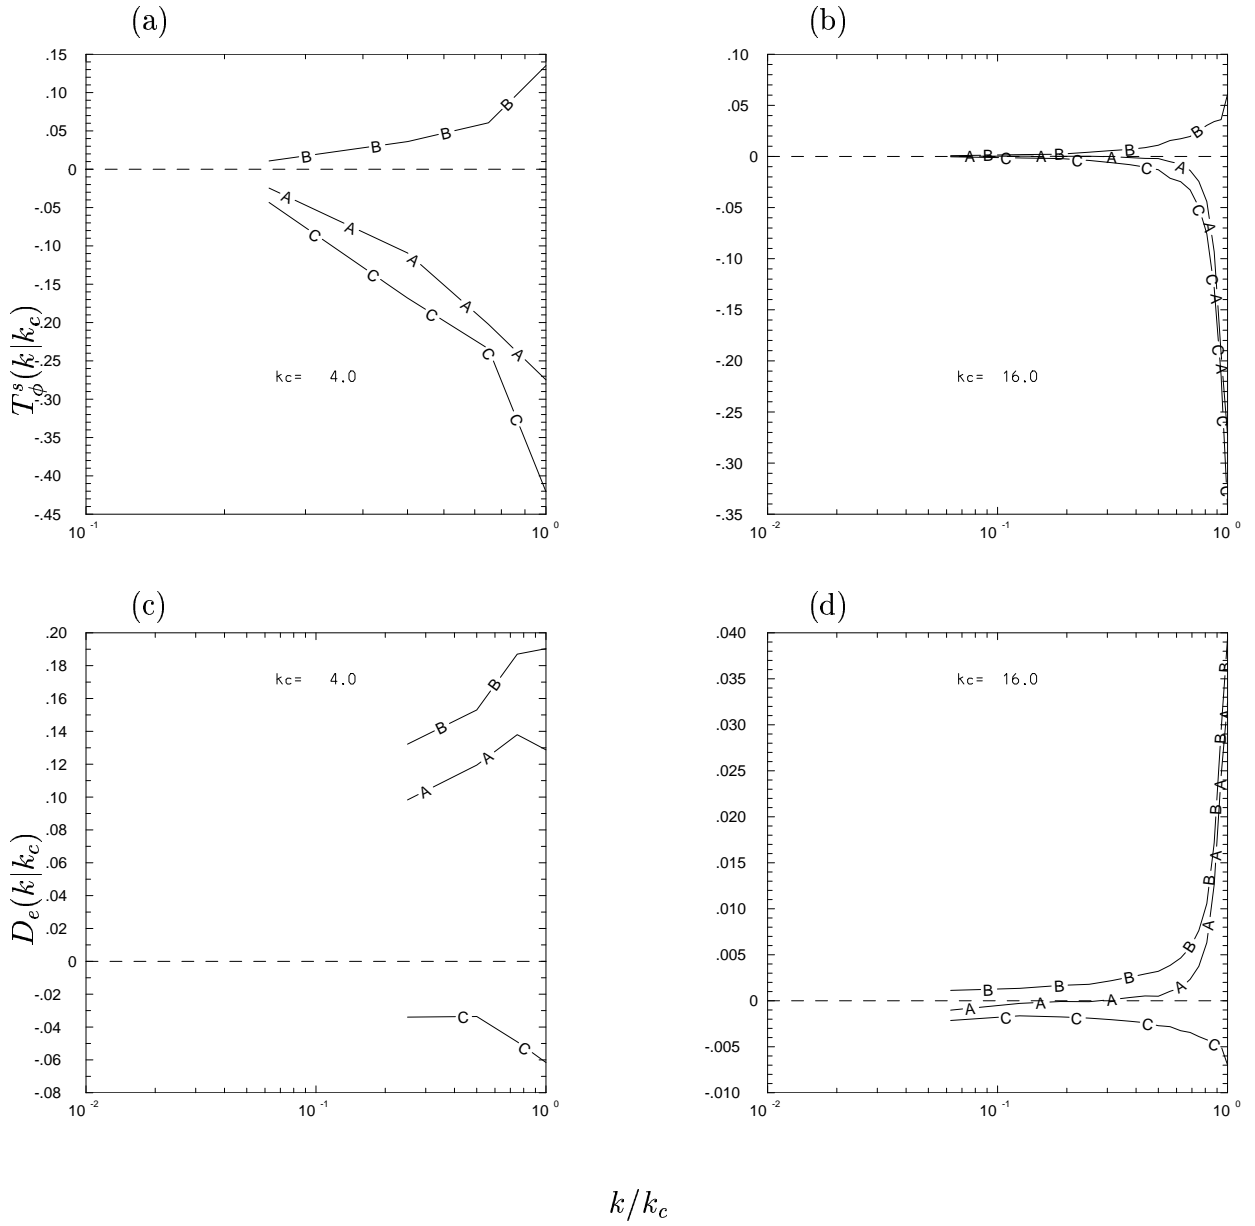 (a)
.15
.10
.05
0
-.05
-.10
-.15
-.20
-.25
-.30
-.35
-.40
-.45
10 -1
10 0
B B B B
A A A A A
C C C C C
kc= 4.0
T^s_ϕ(k|k_c)
(b)
.10
.05
0
-.05
-.10
-.15
-.20
-.25
-.30
-.35
10 -2
10 -1
10 0
A B A B A B A B
C C C C C C C C
A A A
kc= 16.0
(c)
.20
.18
.16
.14
.12
.10
.08
.06
.04
.02
0
-.02
-.04
-.06
-.08
10 -2
10 -1
10 0
kc= 4.0
B B
A A
C C
D_e(k|k_c)
(d)
.040
.035
.030
.025
.020
.015
.010
.005
0
-.005
-.010
10 -2
10 -1
10 0
kc= 16.0
B B B B B B B B
A A A A A A A A
C C C C
k/k_c